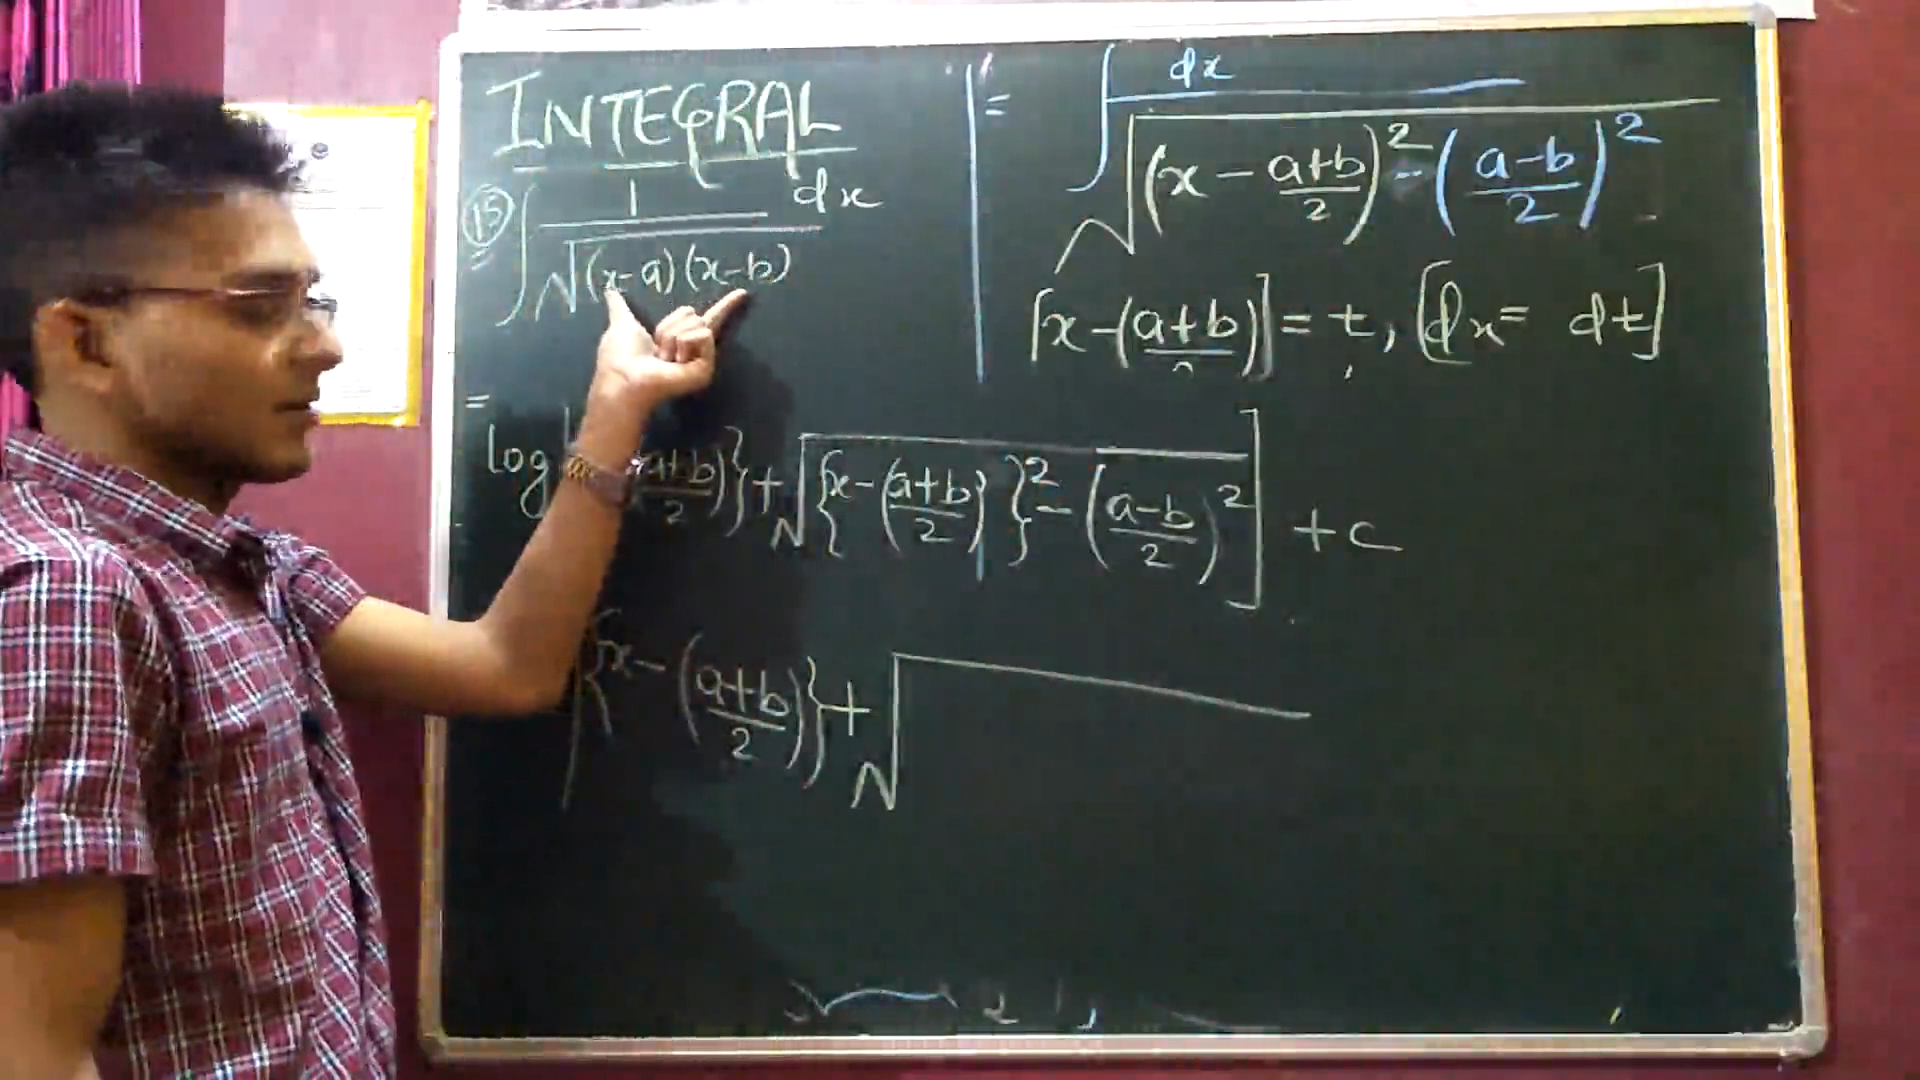 INTEGRAL
15 ∫ 1/√(x-a)(x-b) dx
= ∫ dx/√(x - a+b/2)² - (a-b/2)²
[x-(a+b/2)] = t, [dx = dt]
=
log a+b/2)} + √{x-(a+b/2)}² - (a-b/2)² ] + c
{x - (a+b/2)} + √